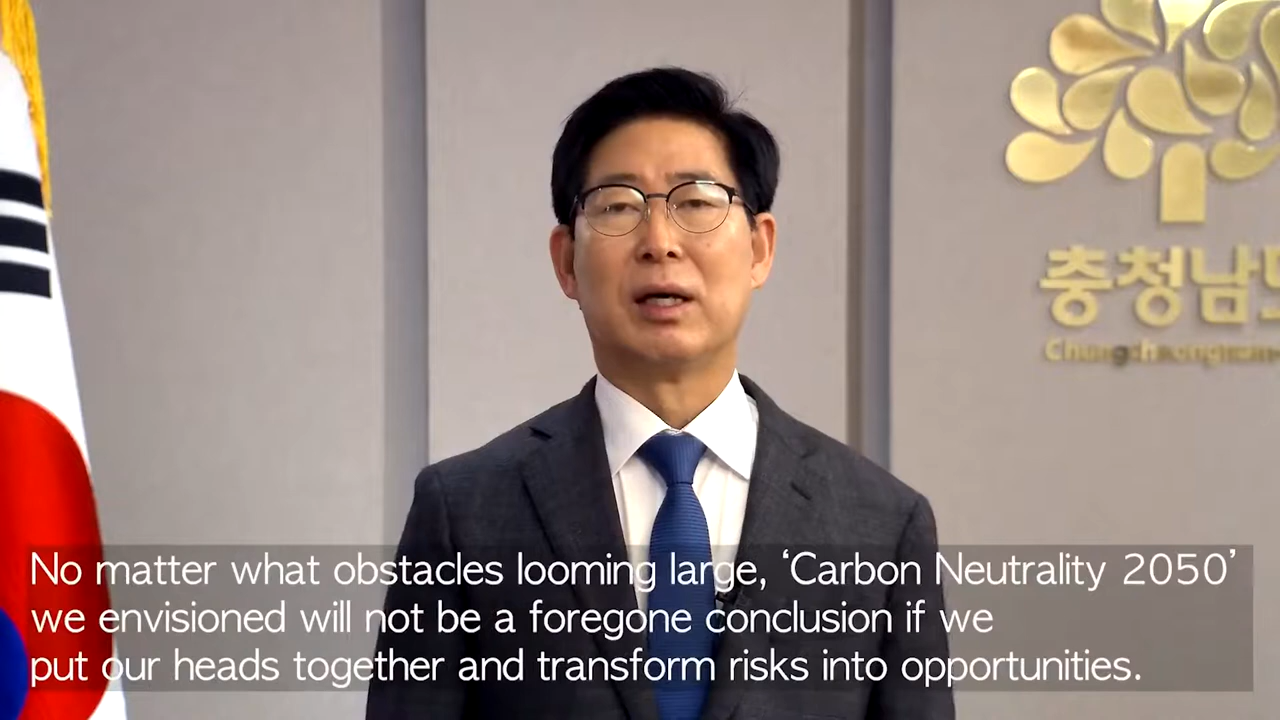 충청남도
No matter what obstacles looming large, ‘Carbon Neutrality 2050’
we envisioned will not be a foregone conclusion if we
put our heads together and transform risks into opportunities.